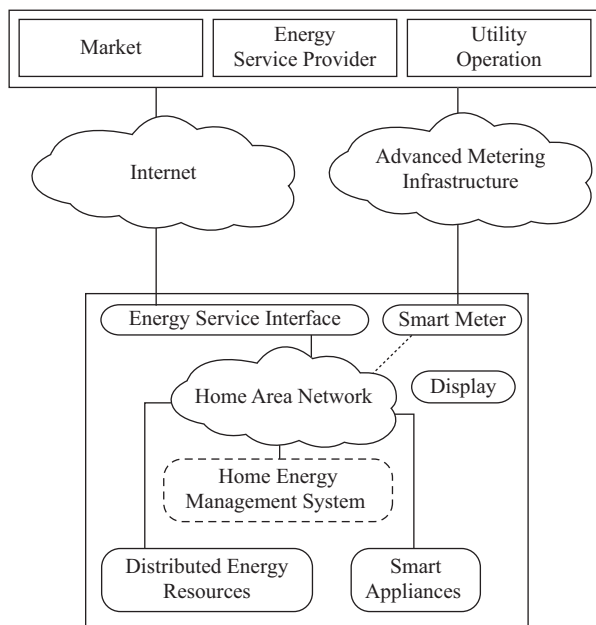 Market
Energy
Service Provider
Utility
Operation
Internet
Advanced Metering
Infrastructure
Energy Service Interface
Smart Meter
Home Area Network
Display
Home Energy
Management System
Distributed Energy
Resources
Smart
Appliances